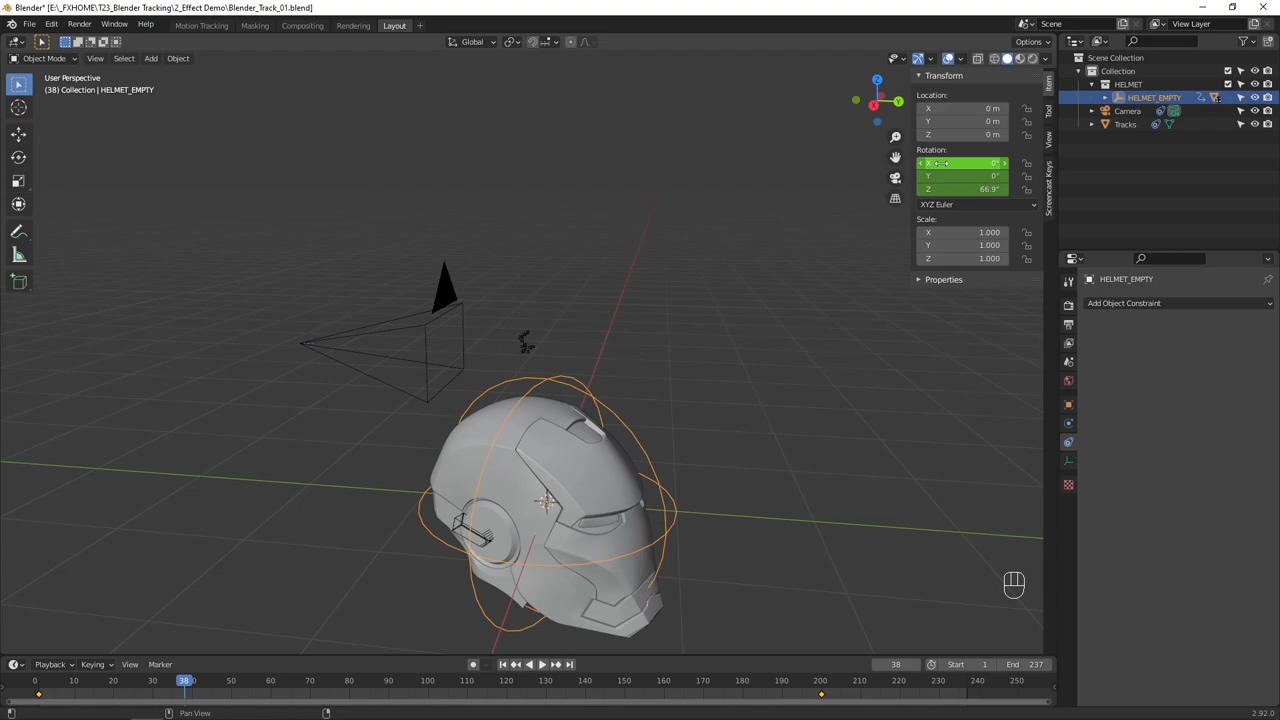 Blender* [E:\_FXHOME\T23_Blender Tracking\2_Effect Demo\Blender_Track_01.blend]
File Edit Render Window Help
Motion Tracking Masking Compositing Rendering Layout
Scene
View Layer
Global
Options
Object Mode View Select Add Object
User Perspective
(38) Collection | HELMET_EMPTY
Z
Y
X
Transform
Location:
X 0 m
Y 0 m
Z 0 m
Rotation:
X 0°
Y 0°
Z 66.9°
XYZ Euler
Scale:
X 1.000
Y 1.000
Z 1.000
Properties
Item
Tool
View
Screencast Keys
Scene Collection
Collection
HELMET
HELMET_EMPTY
Camera
Tracks
HELMET_EMPTY
Add Object Constraint
Playback Keying View Marker
38
Start 1
End 237
0 10 20 30 38 50 60 70 80 90 100 110 120 130 140 150 160 170 180 190 200 210 220 230 240 250
Pan View
2.92.0